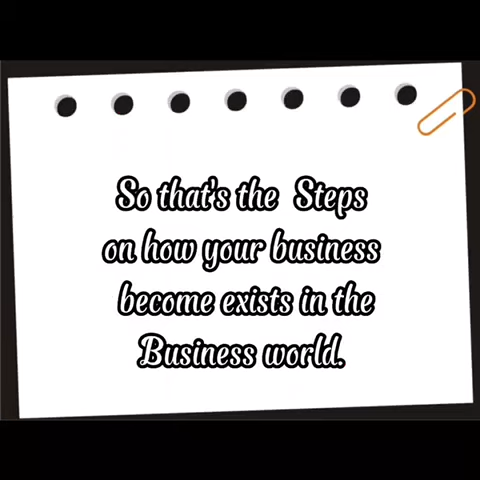 So that's the Steps
on how your business
become exists in the
Business world.